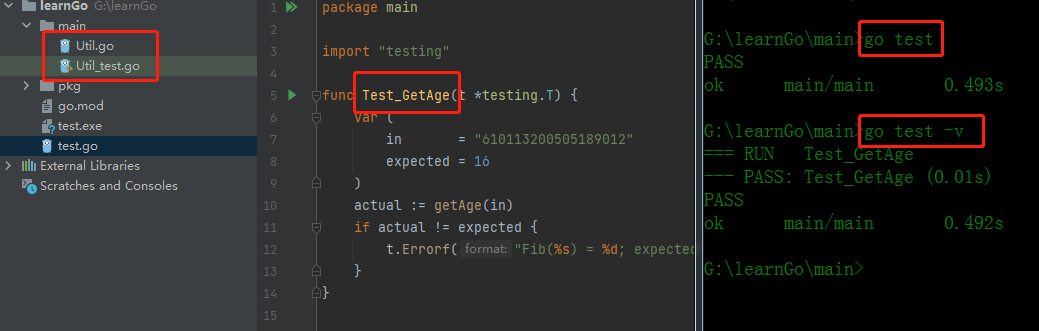 learnGo G:\learnGo
main
Util.go
Util_test.go
pkg
go.mod
test.exe
test.go
External Libraries
Scratches and Consoles
1 package main
2
3 import "testing"
4
5 func Test_GetAge(t *testing.T) {
6 var (
7 in = "610113200505189012"
8 expected = 16
9 )
10 actual := getAge(in)
11 if actual != expected {
12 t.Errorf( format: "Fib(%s) = %d; expected
13 }
14 }
15
G:\learnGo\main>go test
PASS
ok main/main 0.493s
G:\learnGo\main>go test -v
=== RUN Test_GetAge
--- PASS: Test_GetAge (0.01s)
PASS
ok main/main 0.492s
G:\learnGo\main>